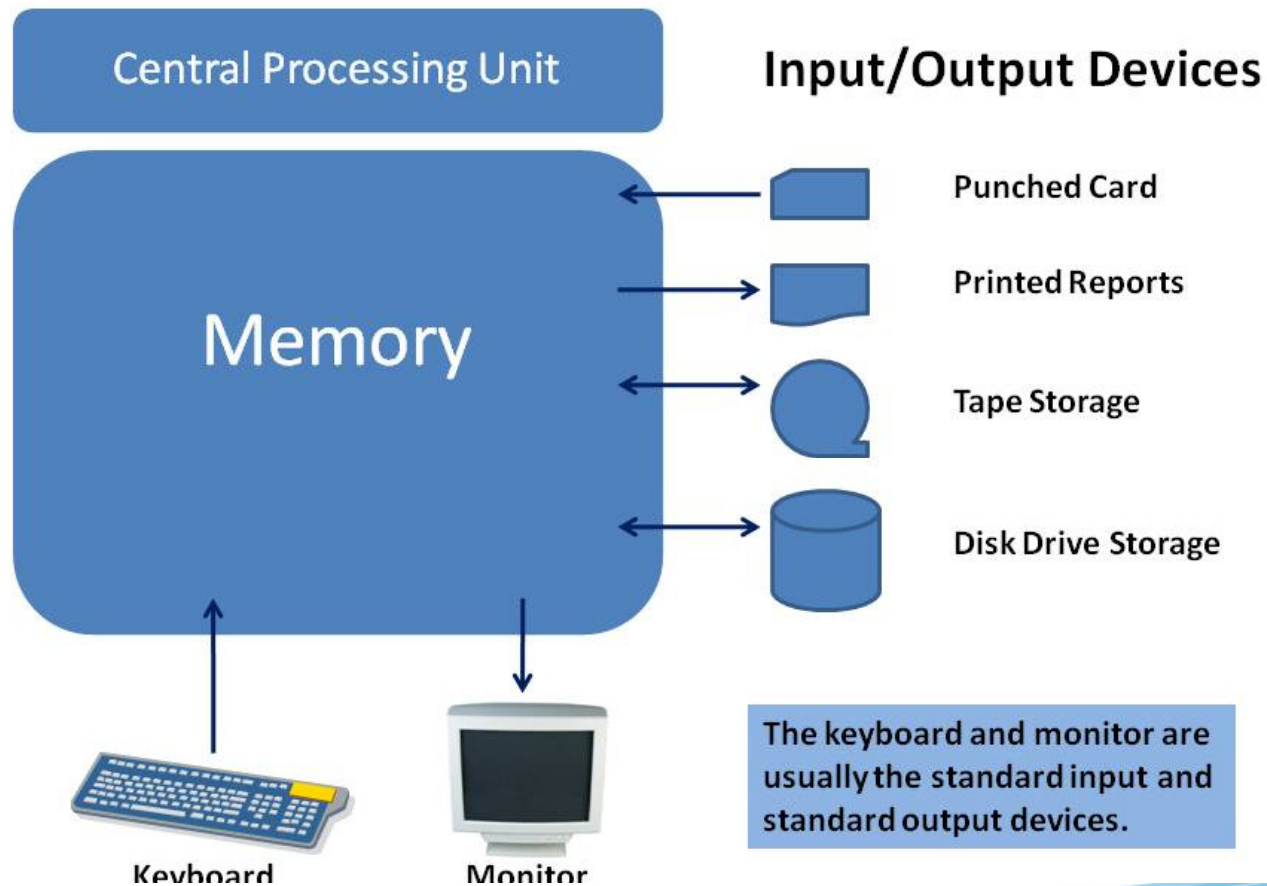 Central Processing Unit
Input/Output Devices
Memory
Punched Card
Printed Reports
Tape Storage
Disk Drive Storage
The keyboard and monitor are
usually the standard input and
standard output devices.
Keyboard
Monitor